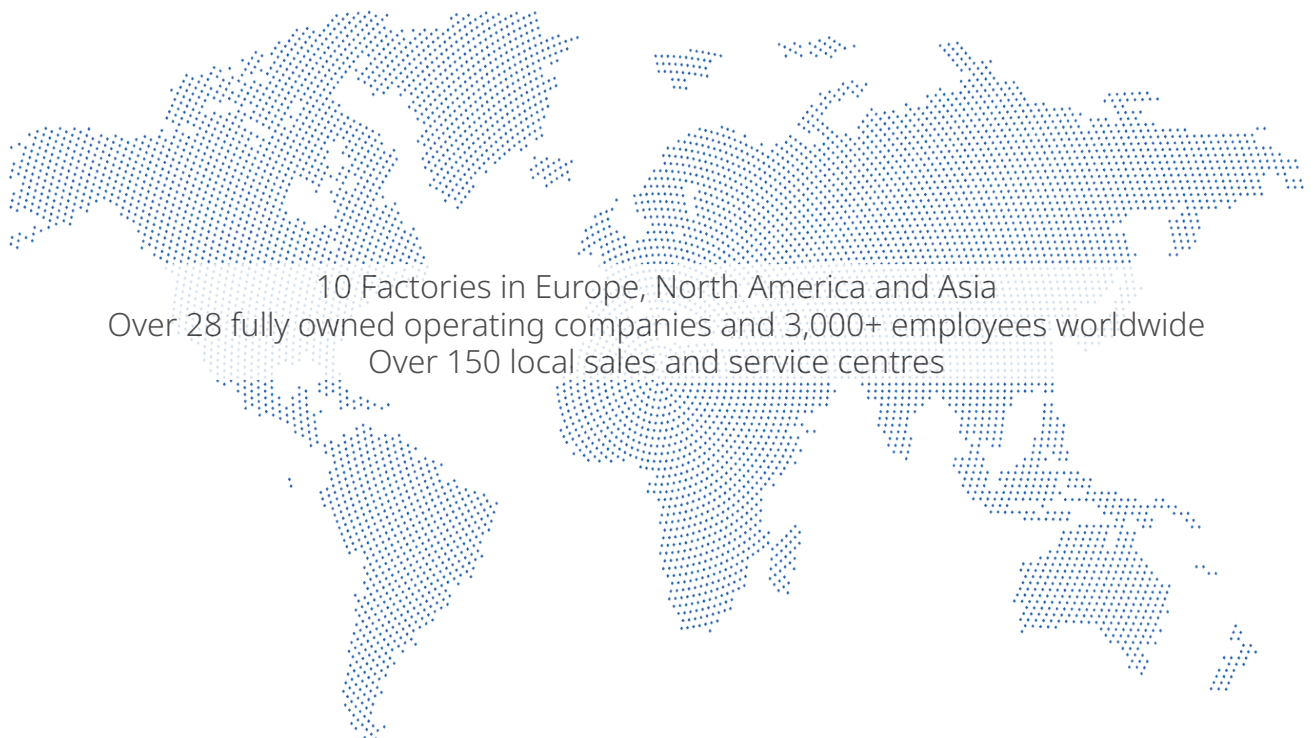 10 Factories in Europe, North America and Asia
Over 28 fully owned operating companies and 3,000+ employees worldwide
Over 150 local sales and service centres